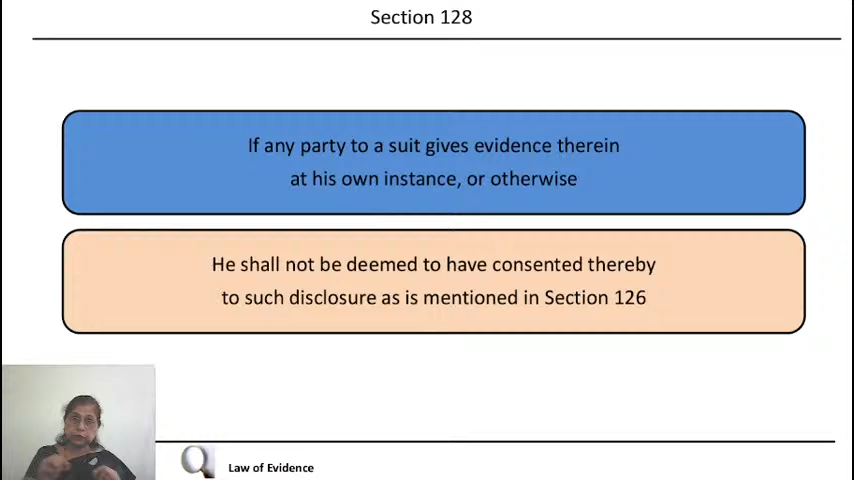 Section 128
If any party to a suit gives evidence therein
at his own instance, or otherwise
He shall not be deemed to have consented thereby
to such disclosure as is mentioned in Section 126
Law of Evidence